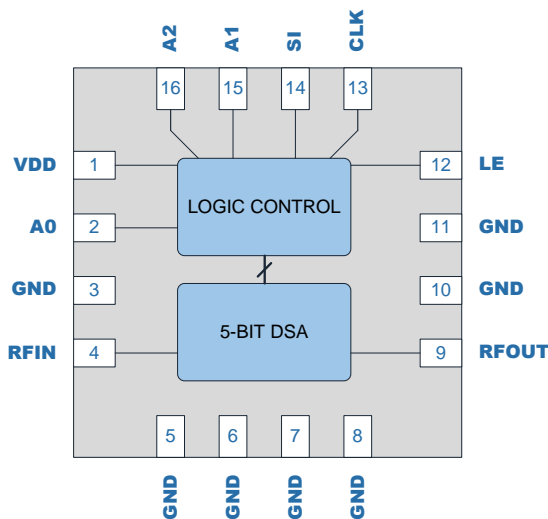 A2
A1
SI
CLK
16
15
14
13
VDD
1
12
LE
LOGIC CONTROL
A0
2
11
GND
GND
3
10
GND
5-BIT DSA
RFIN
4
9
RFOUT
5
6
7
8
GND
GND
GND
GND